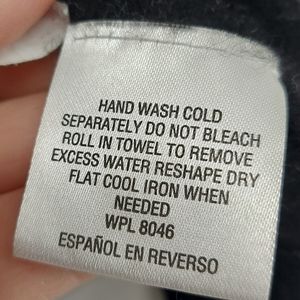 HAND WASH COLD
SEPARATELY DO NOT BLEACH
ROLL IN TOWEL TO REMOVE
EXCESS WATER RESHAPE DRY
FLAT COOL IRON WHEN
NEEDED
WPL 8046
ESPAÑOL EN REVERSO